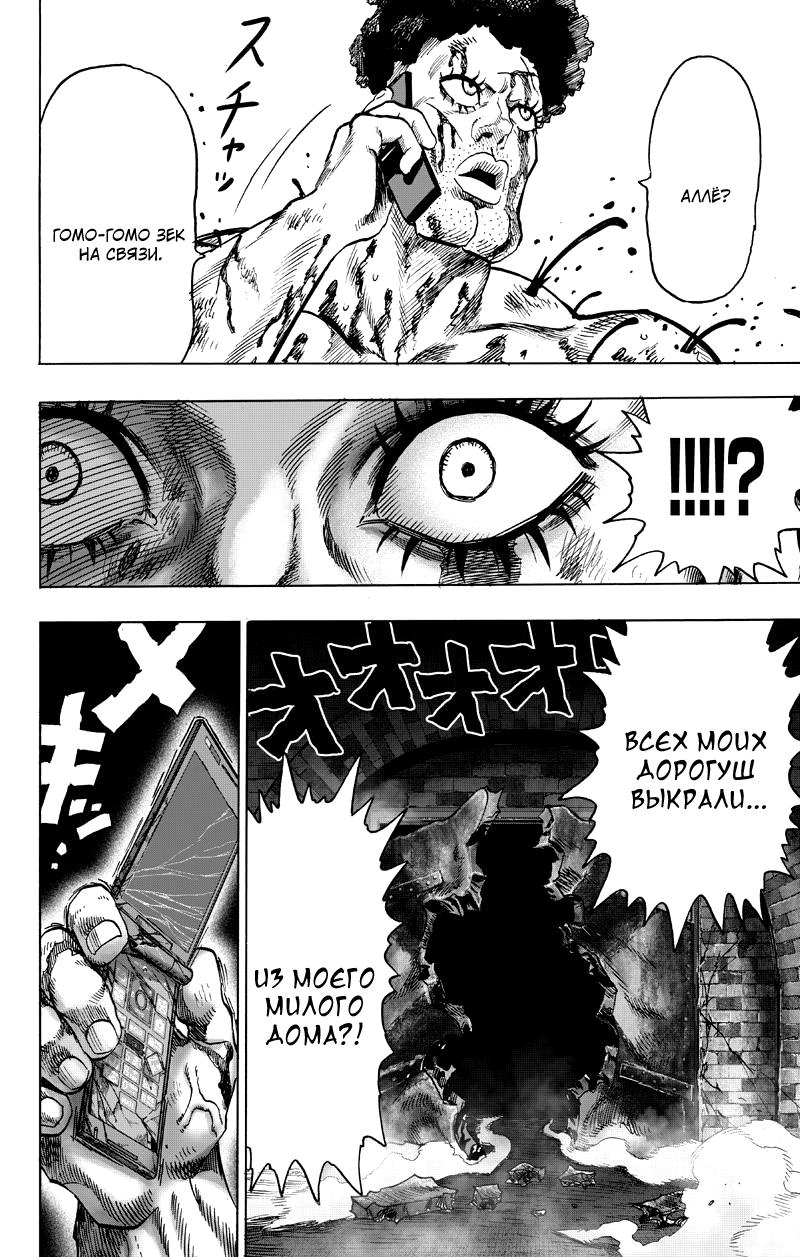 スチャッ
АЛЛЁ?
ГОМО-ГОМО ЗЕК
НА СВЯЗИ.
!!!!?
オオオオ
ВСЕХ МОИХ
ДОРОГУШ
ВЫКРАЛИ...
ИЗ МОЕГО
МИЛОГО
ДОМА?!
メキ